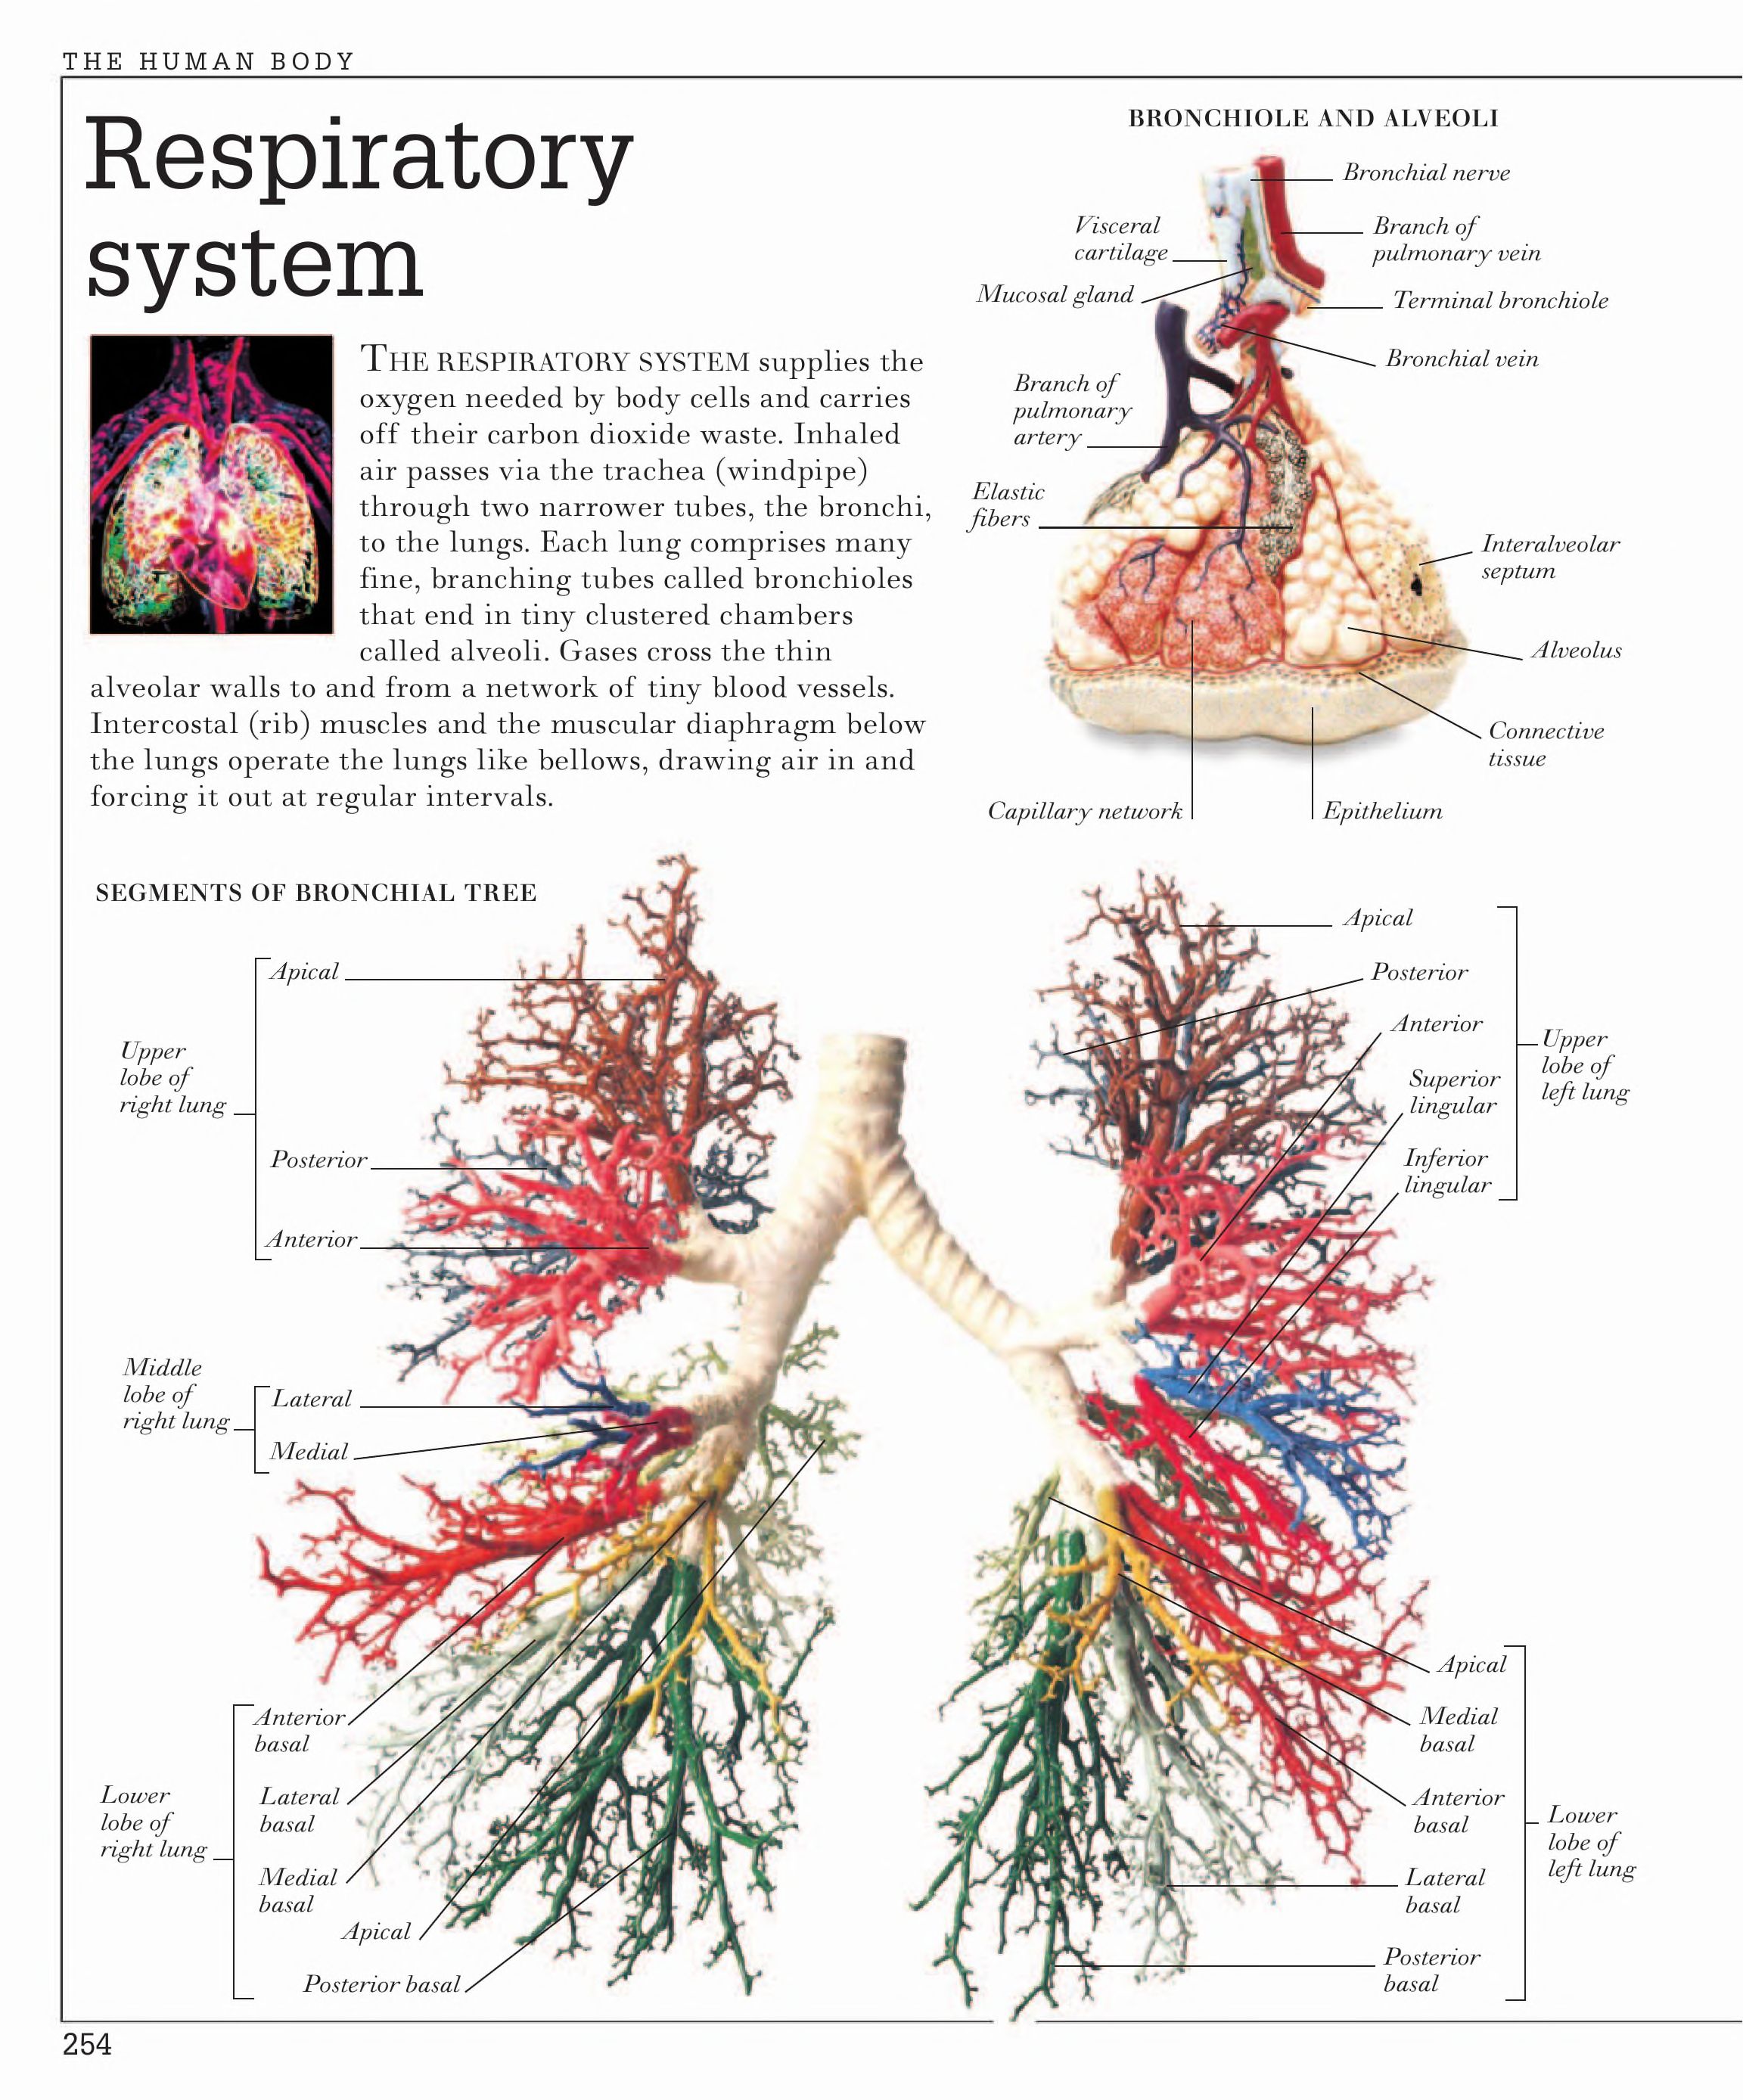 THE HUMAN BODY
Respiratory
system
THE RESPIRATORY SYSTEM supplies the
oxygen needed by body cells and carries
off their carbon dioxide waste. Inhaled
air passes via the trachea (windpipe)
through two narrower tubes, the bronchi,
to the lungs. Each lung comprises many
fine, branching tubes called bronchioles
that end in tiny clustered chambers
called alveoli. Gases cross the thin
alveolar walls to and from a network of tiny blood vessels.
Intercostal (rib) muscles and the muscular diaphragm below
the lungs operate the lungs like bellows, drawing air in and
forcing it out at regular intervals.
BRONCHIOLE AND ALVEOLI
Bronchial nerve
Visceral
cartilage
Branch of
pulmonary vein
Mucosal gland
Terminal bronchiole
Bronchial vein
Branch of
pulmonary
artery
Elastic
fibers
Interalveolar
septum
Alveolus
Connective
tissue
Capillary network
Epithelium
SEGMENTS OF BRONCHIAL TREE
Apical
Upper
lobe of
right lung
Posterior
Anterior
Middle
lobe of
right lung
Lateral
Medial
Anterior
basal
Lower
lobe of
right lung
Lateral
basal
Medial
basal
Apical
Posterior basal
Apical
Posterior
Anterior
Upper
lobe of
left lung
Superior
lingular
Inferior
lingular
Apical
Medial
basal
Anterior
basal
Lower
lobe of
left lung
Lateral
basal
Posterior
basal
254